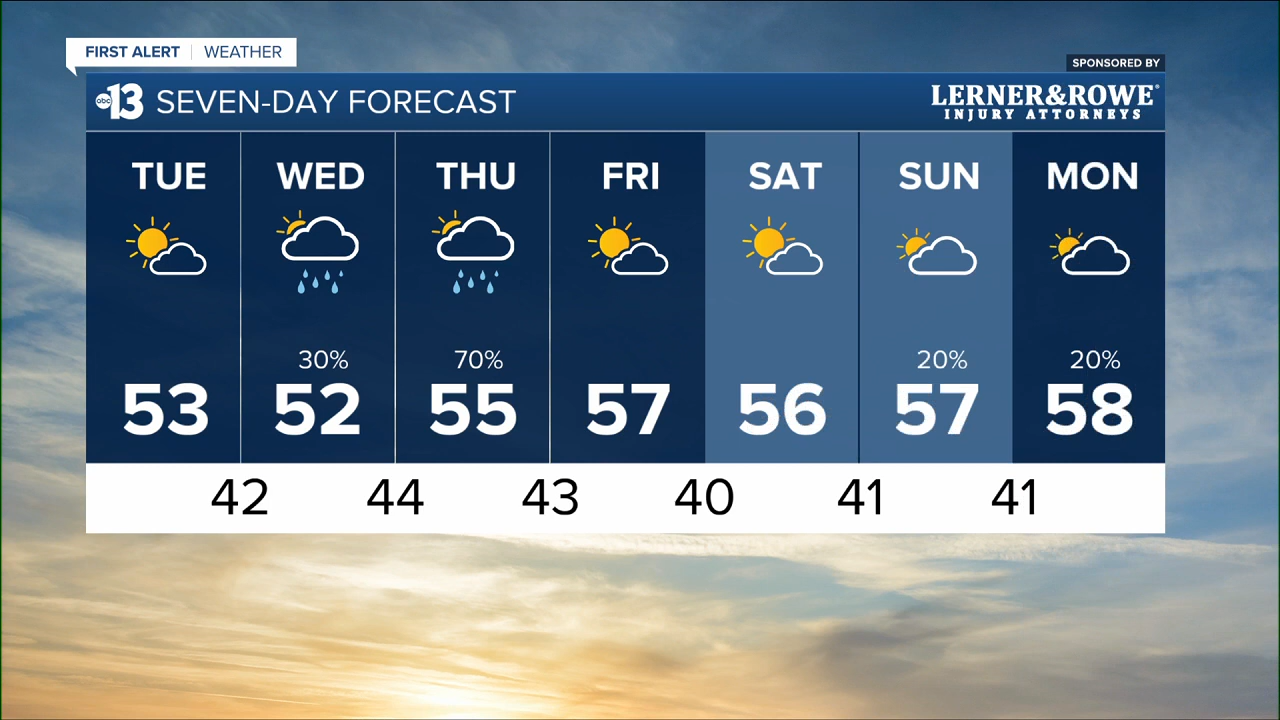 FIRST ALERT | WEATHER
SPONSORED BY
abc 13 SEVEN-DAY FORECAST
LERNER&ROWE®
INJURY ATTORNEYS
TUE WED THU FRI SAT SUN MON
30% 70% 20% 20%
53 52 55 57 56 57 58
42 44 43 40 41 41